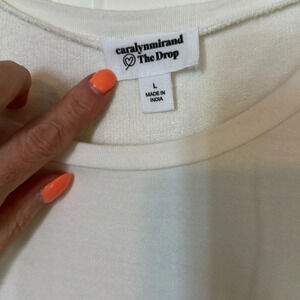 caralynmirand
The Drop
L
MADE IN
INDIA